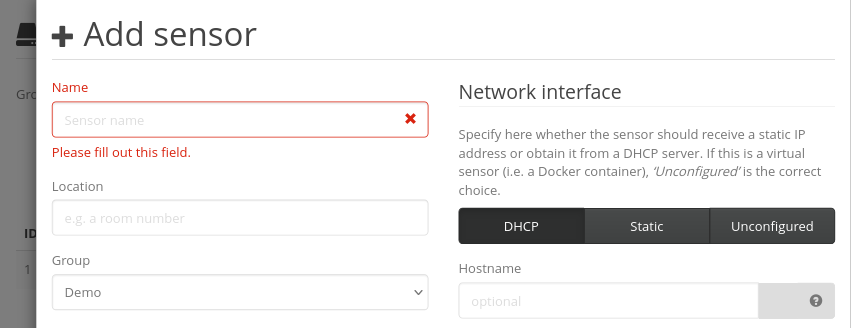 Add sensor
Name
Sensor name
Please fill out this field.
Location
e.g. a room number
Group
Demo
Network interface
Specify here whether the sensor should receive a static IP
address or obtain it from a DHCP server. If this is a virtual
sensor (i.e. a Docker container), 'Unconfigured' is the correct
choice.
DHCP Static Unconfigured
Hostname
optional
Gro
ID
1